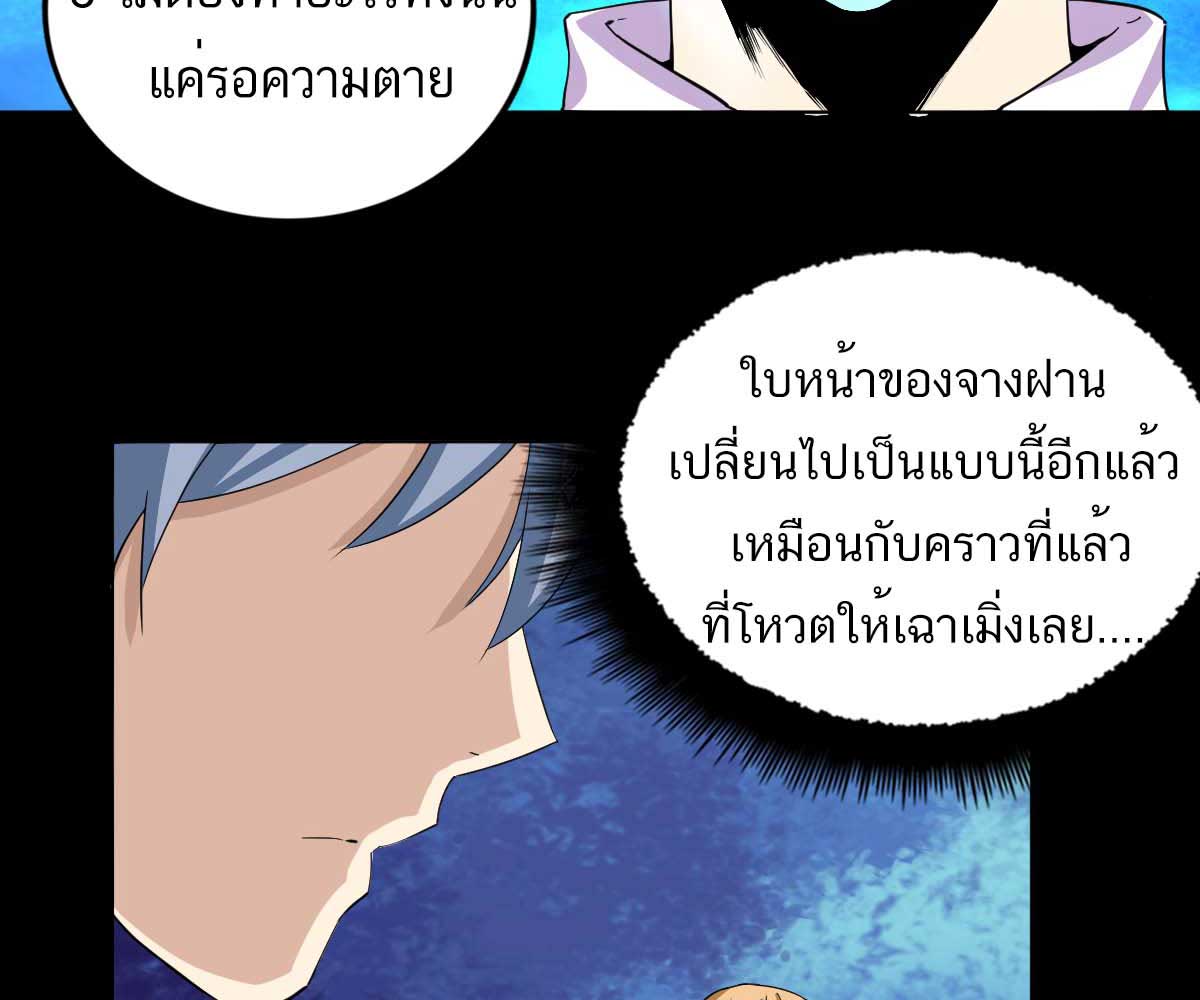 แค่รอความตาย
ใบหน้าของจางฝาน
เปลี่ยนไปเป็นแบบนี้อีกแล้ว
เหมือนกับคราวที่แล้ว
ที่โหวตให้เฉาเมิ่งเลย....